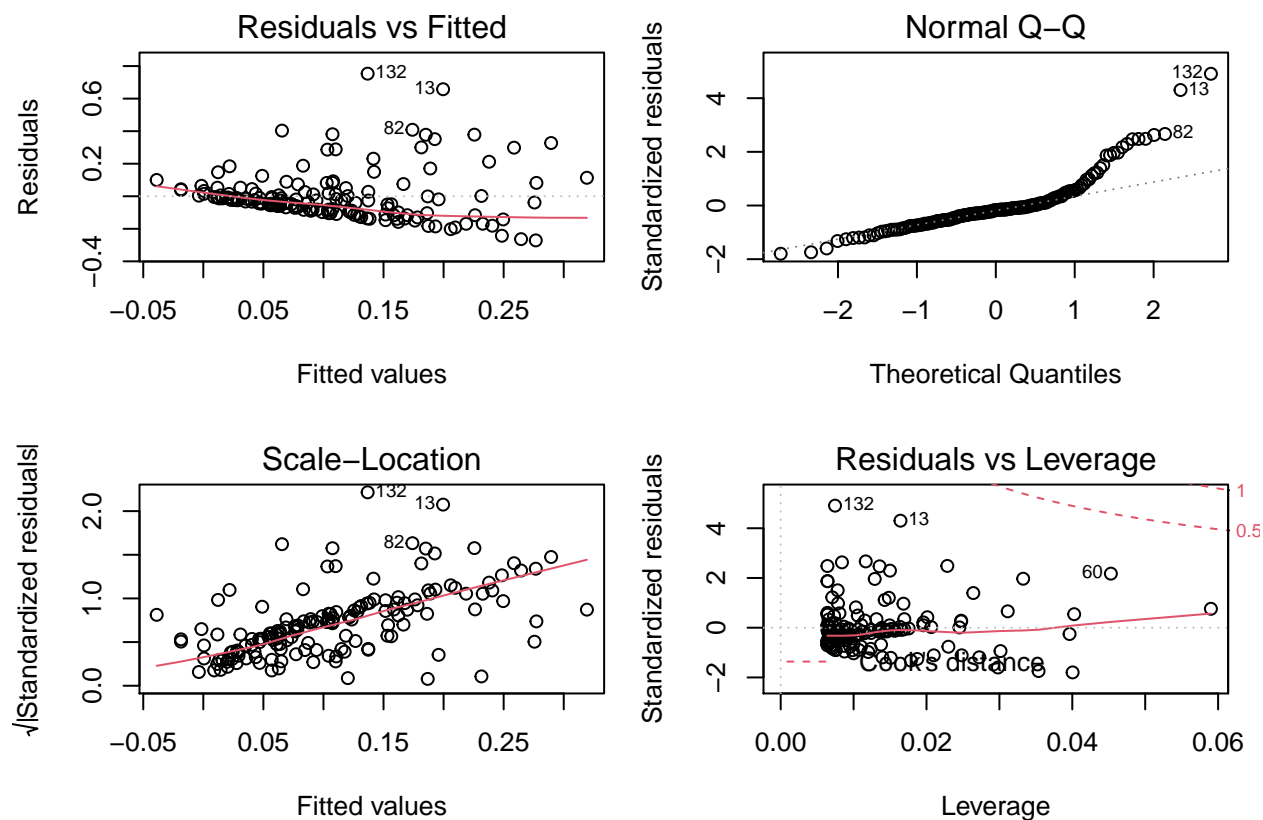 Residuals vs Fitted
Residuals
−0.4 0.2 0.6
132
13
82
−0.05 0.05 0.15 0.25
Fitted values
Normal Q−Q
Standardized residuals
−2 0 2 4
132
13
82
−2 −1 0 1 2
Theoretical Quantiles
Scale−Location
√|Standardized residuals|
0.0 1.0 2.0
132
13
82
−0.05 0.05 0.15 0.25
Fitted values
Residuals vs Leverage
Standardized residuals
−2 0 2 4
132
13
60
1
0.5
Cook's distance
0.00 0.02 0.04 0.06
Leverage